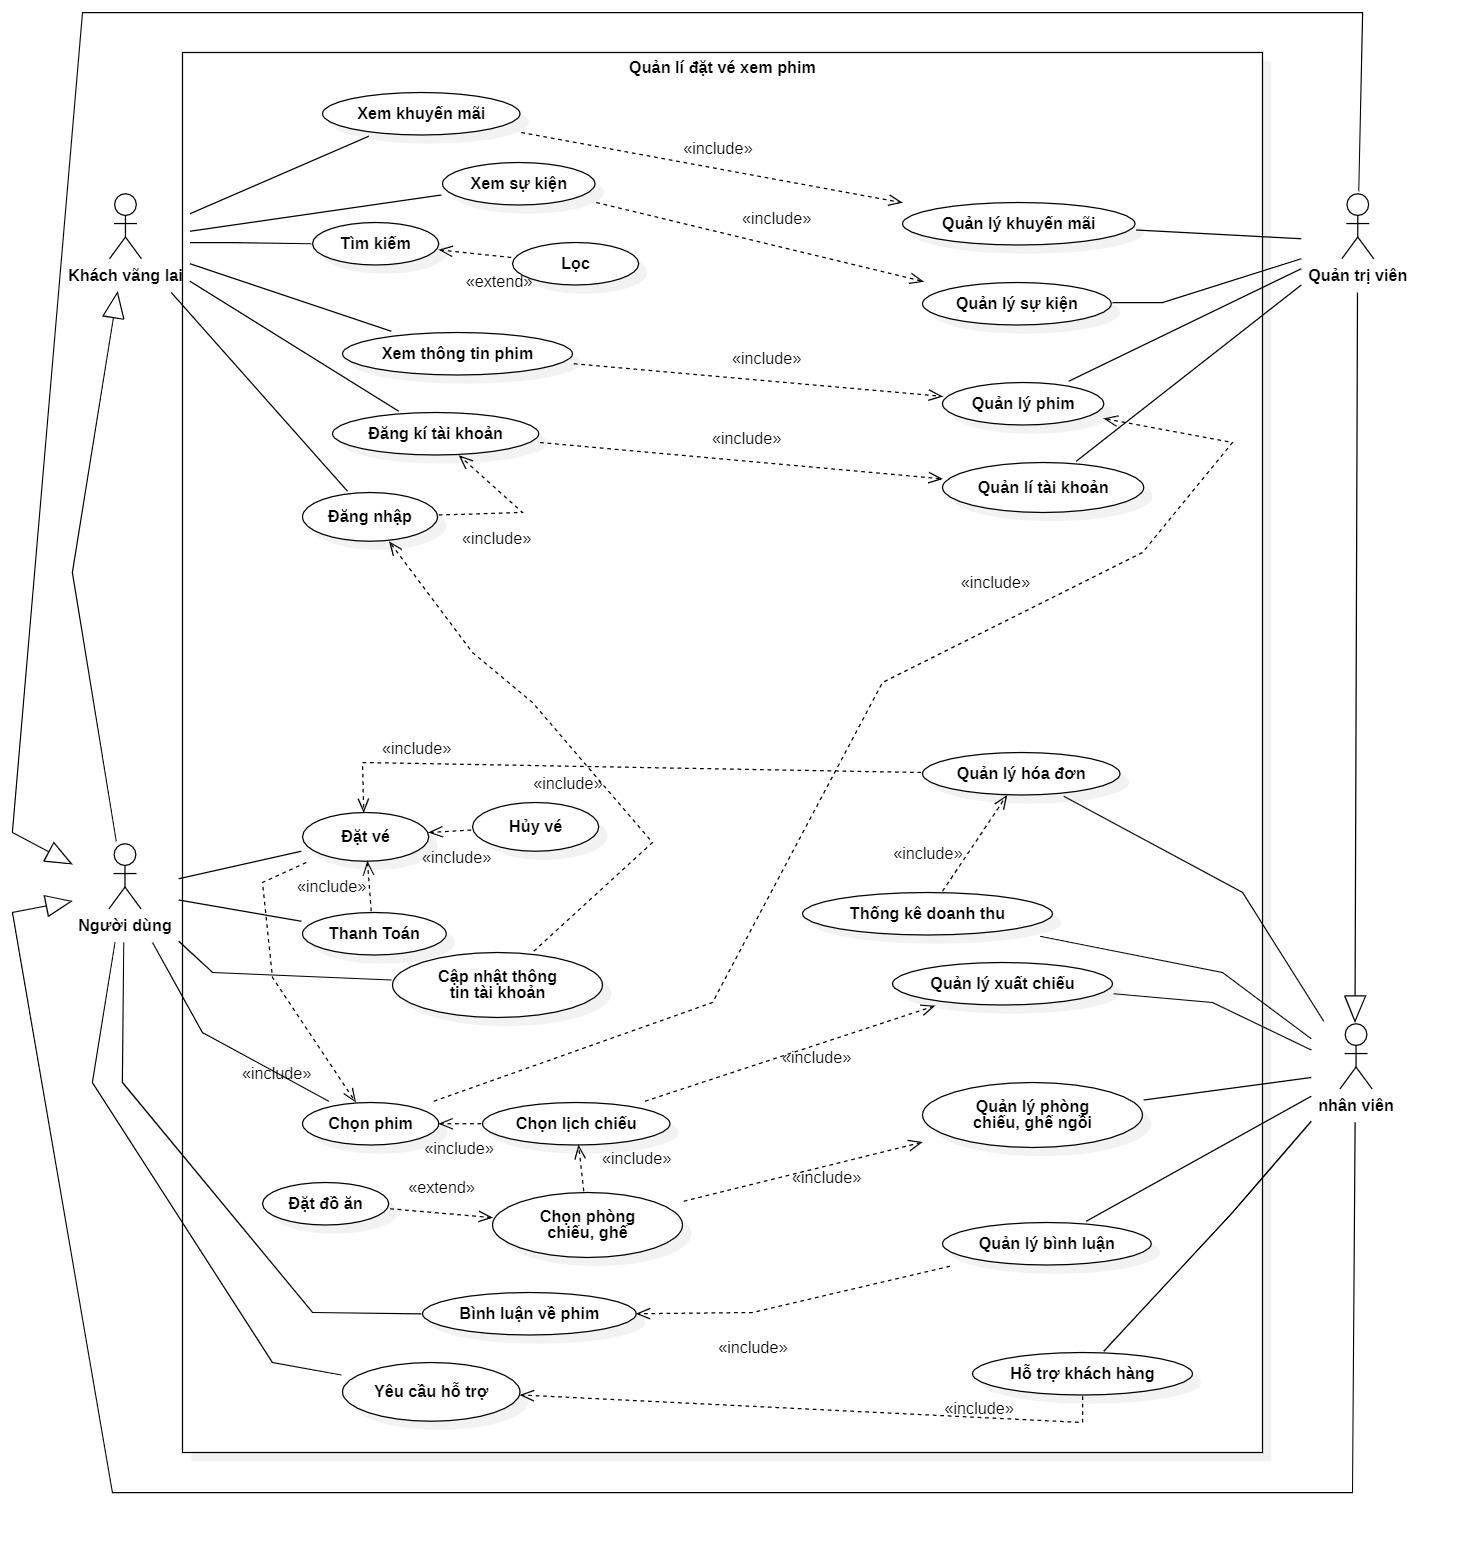 Quản lí đặt vé xem phim
Xem khuyến mãi
«include»
Xem sự kiện
«include»
Quản lý khuyến mãi
Tìm kiếm
Lọc
«extend»
Khách vãng lai
Quản trị viên
Quản lý sự kiện
Xem thông tin phim
«include»
Quản lý phim
Đăng kí tài khoản
«include»
Quản lí tài khoản
Đăng nhập
«include»
«include»
«include»
Quản lý hóa đơn
«include»
Đặt vé
Hủy vé
«include»
«include»
«include»
Thống kê doanh thu
Người dùng
Thanh Toán
Cập nhật thông
tin tài khoản
Quản lý xuất chiếu
«include»
«include»
Chọn phim
Chọn lịch chiếu
Quản lý phòng
chiếu, ghế ngồi
nhân viên
«include»
«include»
«include»
«extend»
Đặt đồ ăn
Chọn phòng
chiếu, ghế
Quản lý bình luận
Bình luận về phim
«include»
Yêu cầu hỗ trợ
Hỗ trợ khách hàng
«include»